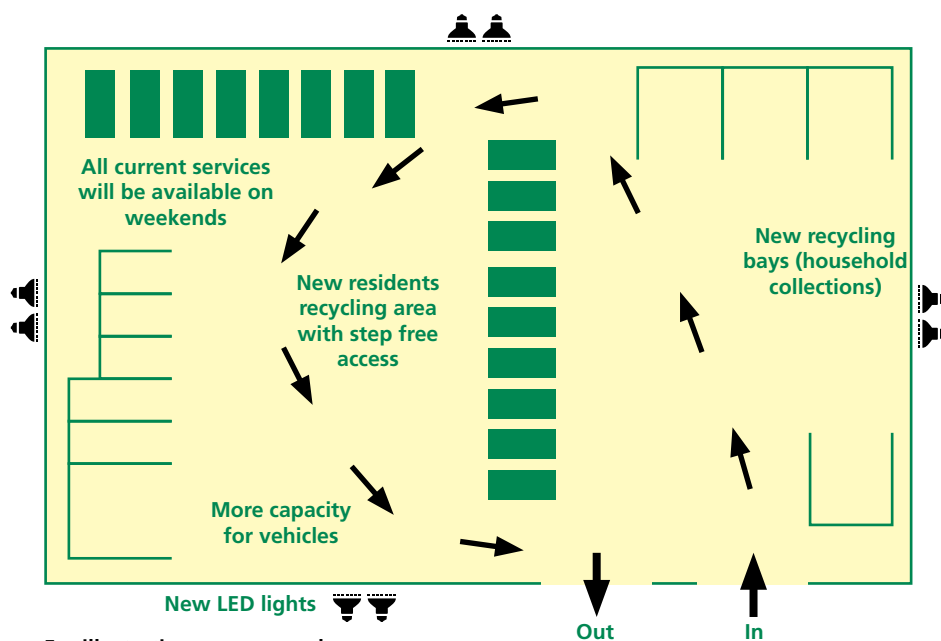 All current services
will be available on
weekends
New recycling
bays (household
collections)
New residents
recycling area
with step free
access
More capacity
for vehicles
New LED lights
Out
In